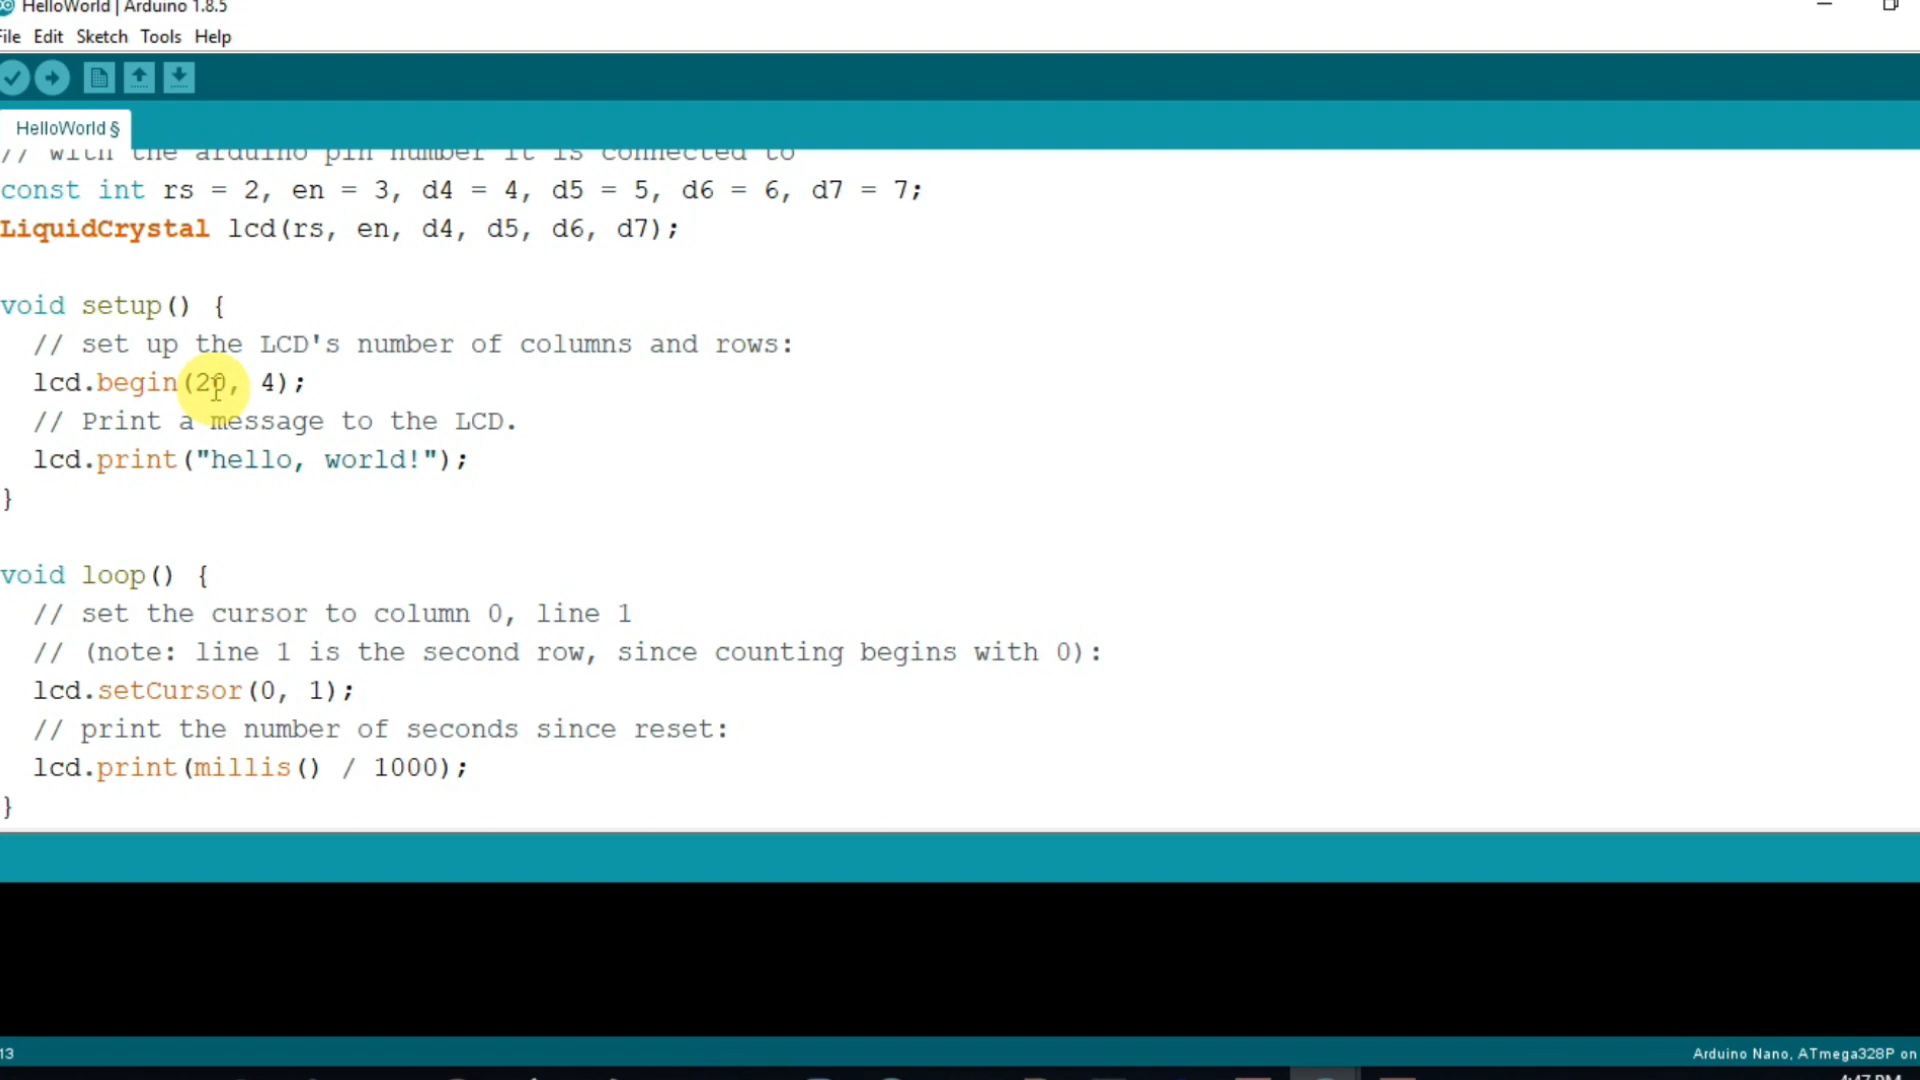 HelloWorld | Arduino 1.8.5
File Edit Sketch Tools Help
HelloWorld §
// with the arduino pin number it is connected to
const int rs = 2, en = 3, d4 = 4, d5 = 5, d6 = 6, d7 = 7;
LiquidCrystal lcd(rs, en, d4, d5, d6, d7);
void setup() {
// set up the LCD's number of columns and rows:
lcd.begin(20, 4);
// Print a message to the LCD.
lcd.print("hello, world!");
}
void loop() {
// set the cursor to column 0, line 1
// (note: line 1 is the second row, since counting begins with 0):
lcd.setCursor(0, 1);
// print the number of seconds since reset:
lcd.print(millis() / 1000);
}
13
Arduino Nano, ATmega328P on
4:47 PM